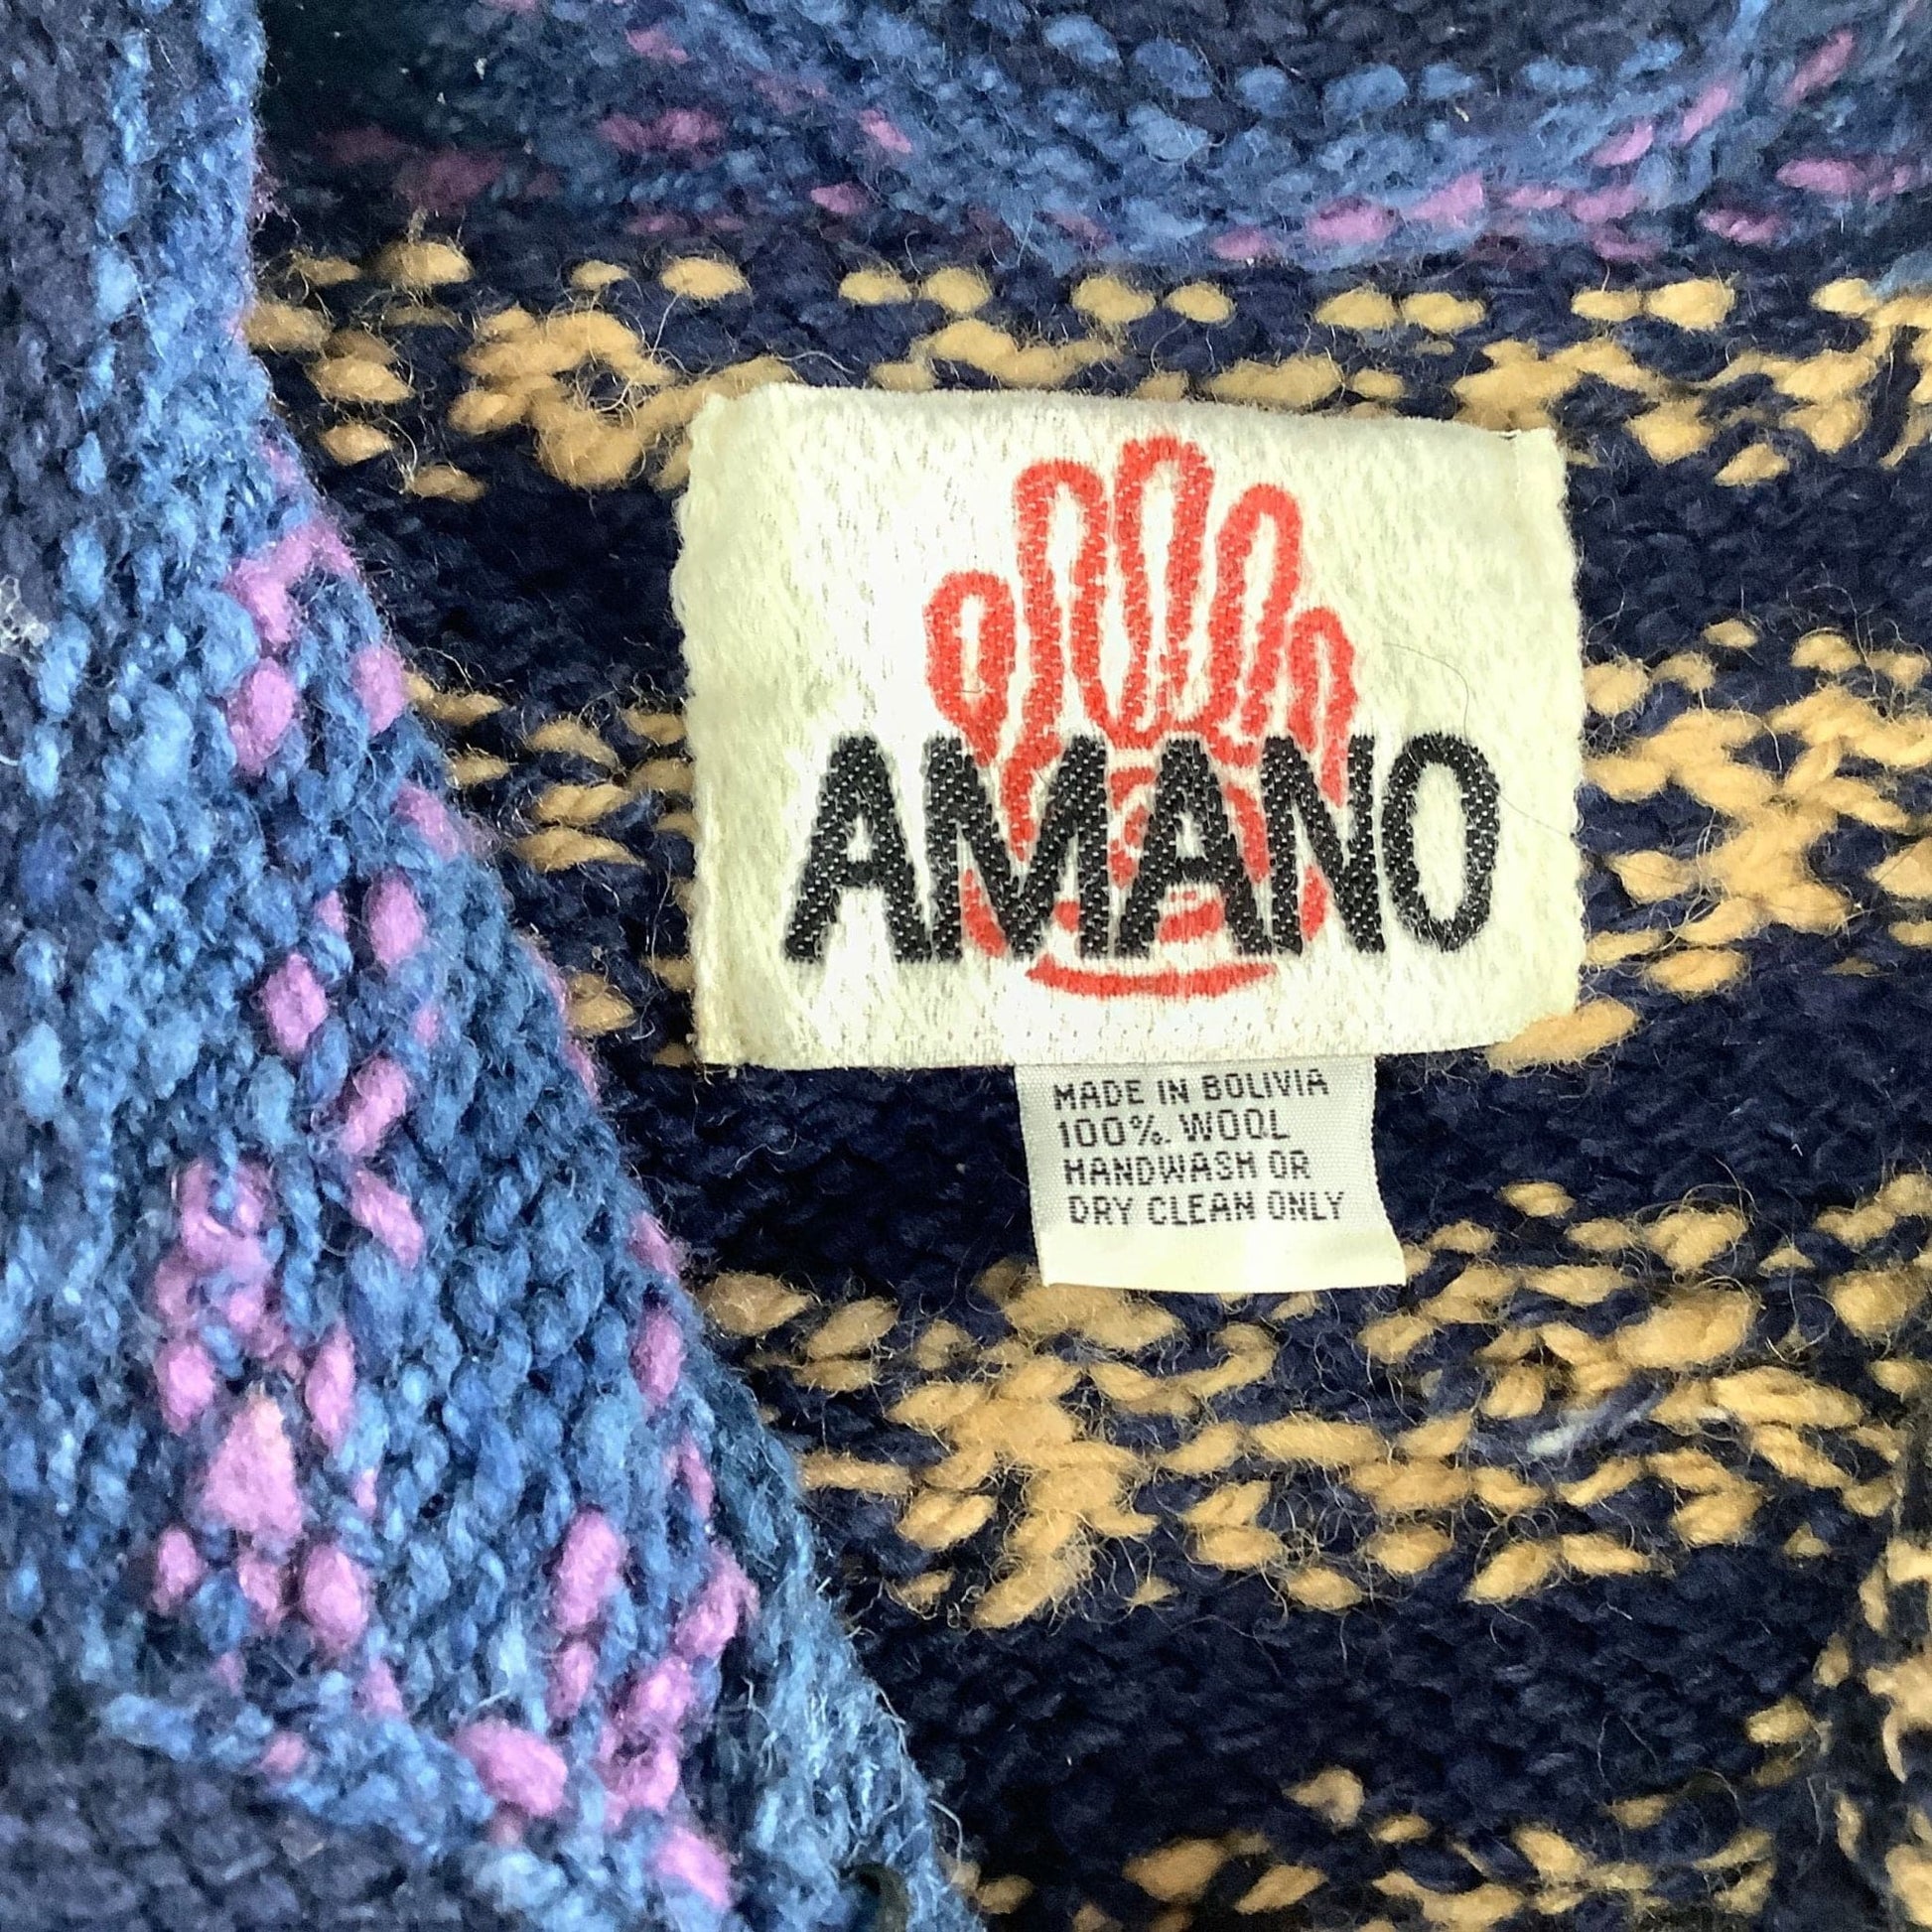 AMANO
MADE IN BOLIVIA
100% WOOL
HANDWASH OR
DRY CLEAN ONLY